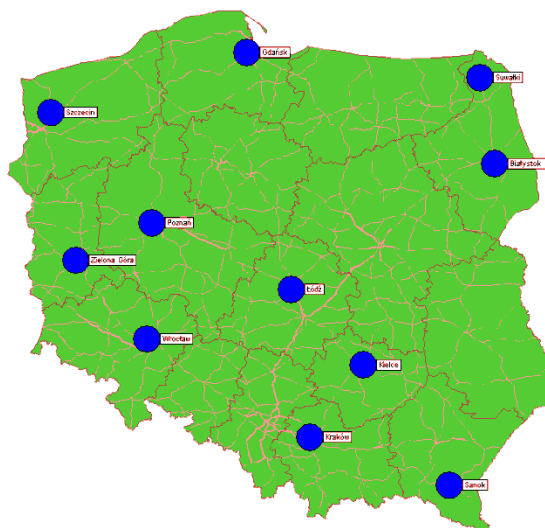 Gdańsk
Suwałki
Szczecin
Białystok
Poznań
Zielona Góra
Łódź
Wrocław
Kielce
Kraków
Sanok